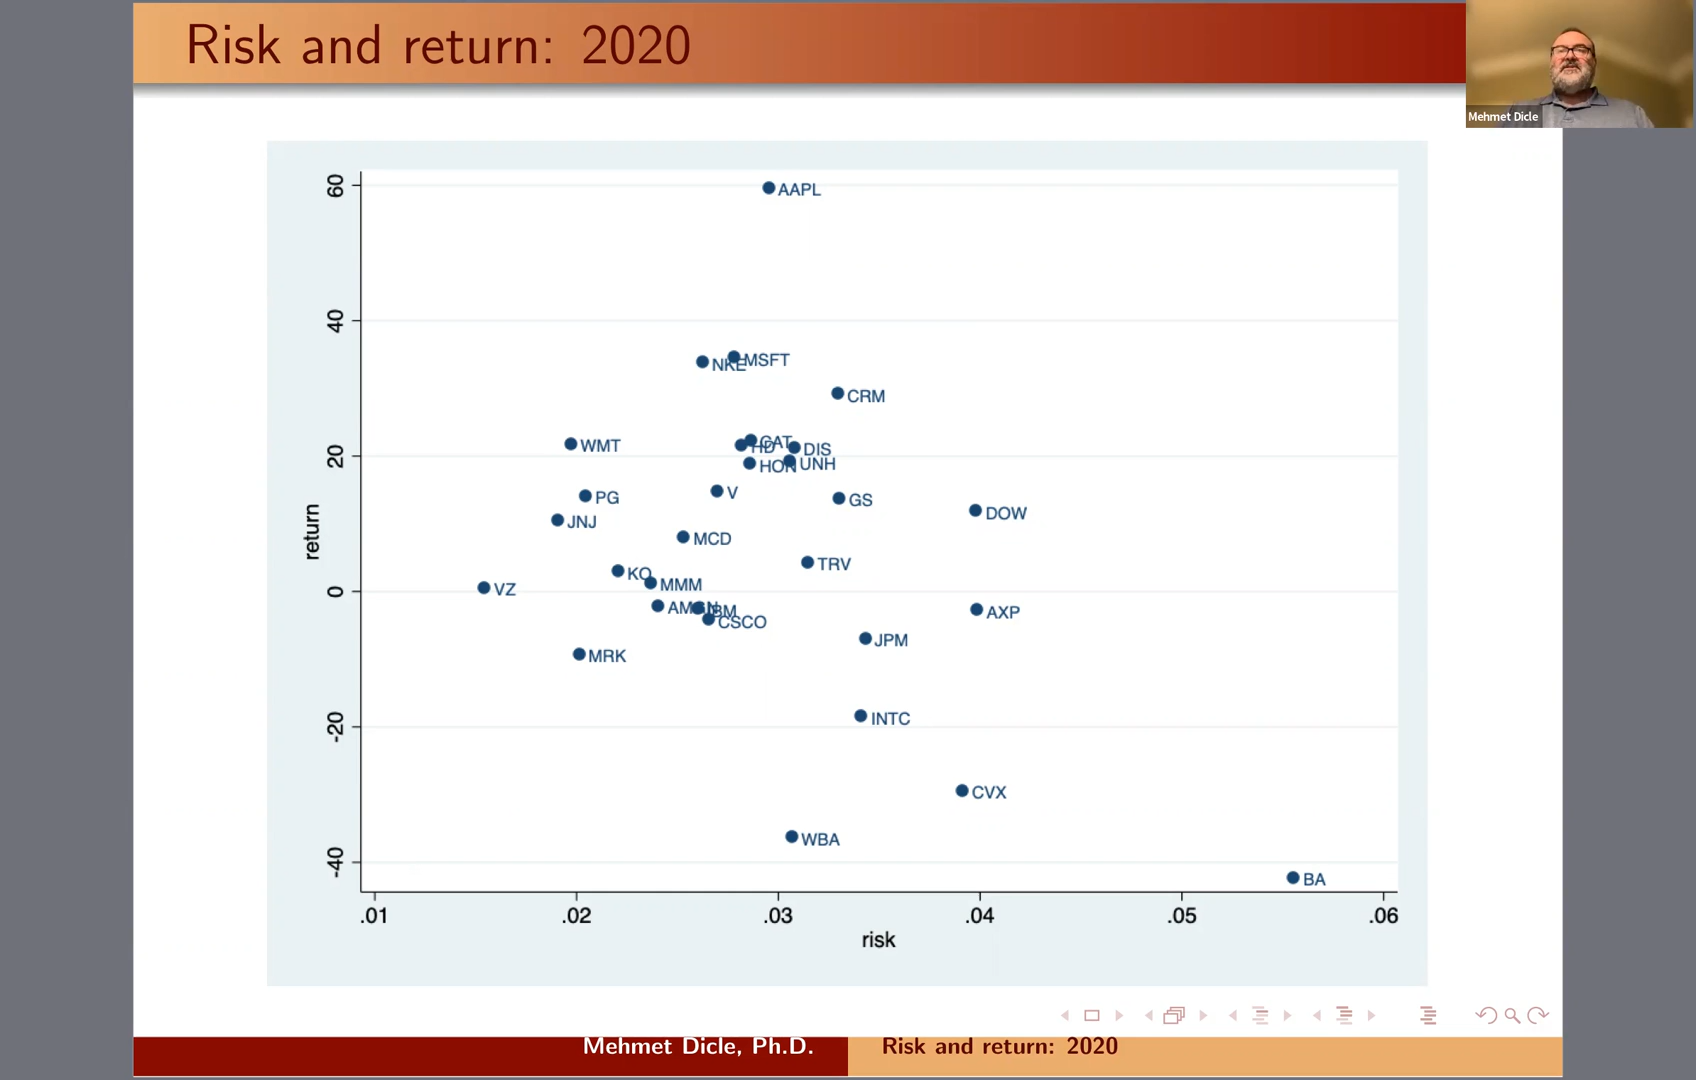 Risk and return: 2020
Mehmet Dicle
60
AAPL
40
NKE
MSFT
CRM
WMT
CAT
HD
DIS
20
HON
UNH
PG
V
GS
JNJ
DOW
return
MCD
TRV
KO
MMM
VZ
0
AMGN
IBM
CSCO
AXP
JPM
MRK
INTC
-20
CVX
WBA
-40
BA
.01 .02 .03 .04 .05 .06
risk
Mehmet Dicle, Ph.D.
Risk and return: 2020